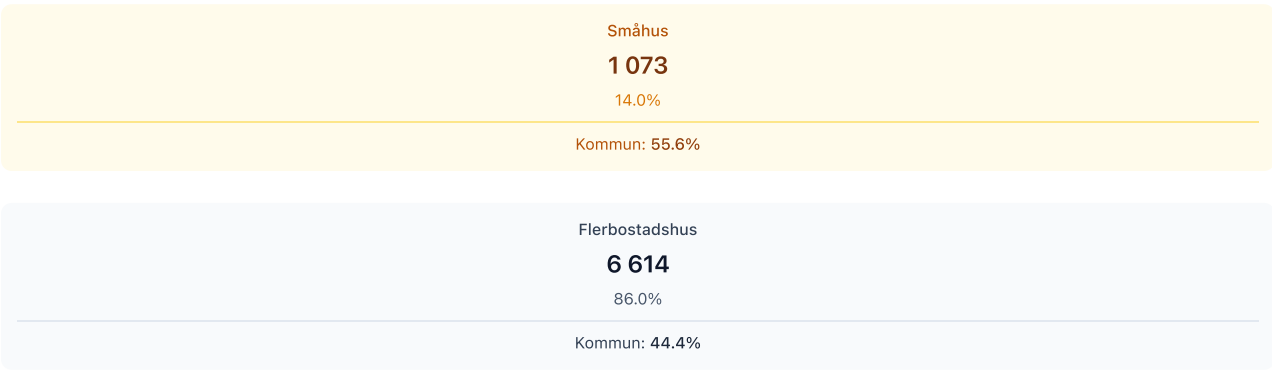 Småhus
1 073
14.0%
Kommun: 55.6%
Flerbostadshus
6 614
86.0%
Kommun: 44.4%